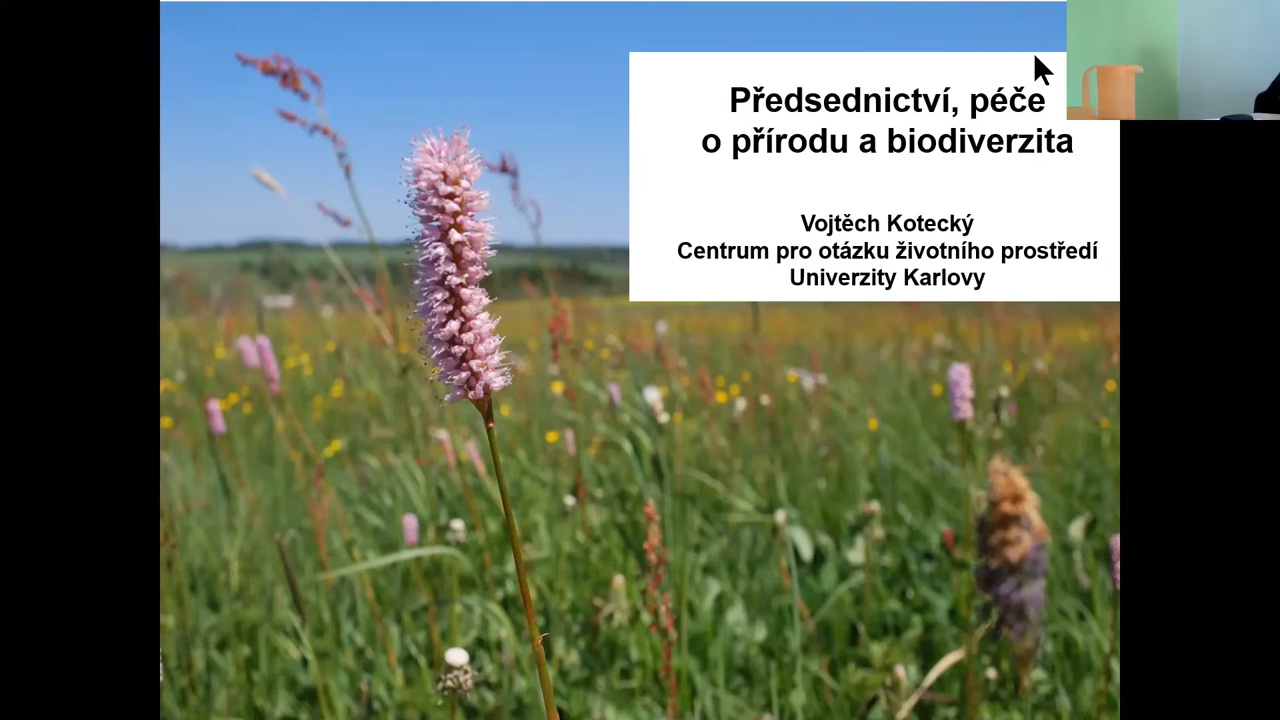 Předsednictví, péče
o přírodu a biodiverzita
Vojtěch Kotecký
Centrum pro otázku životního prostředí
Univerzity Karlovy